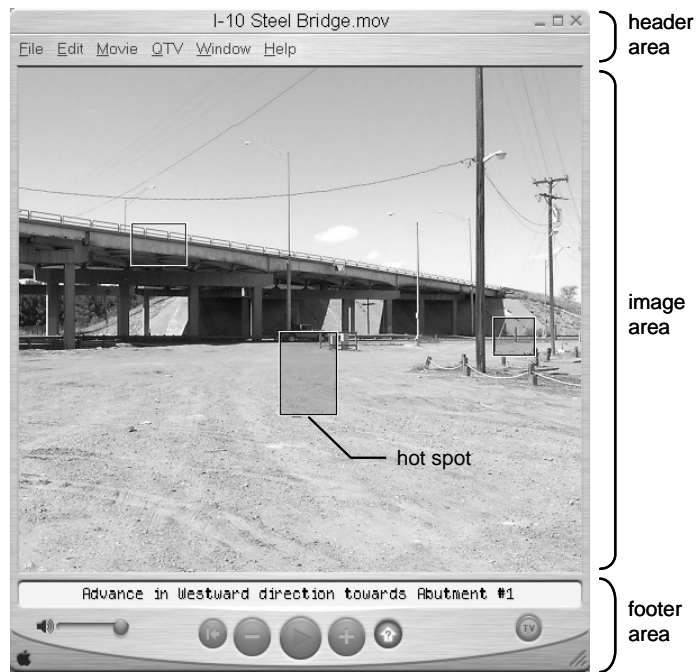 I-10 Steel Bridge.mov
header
area
File Edit Movie QTV Window Help
image
area
hot spot
Advance in Westward direction towards Abutment #1
footer
area
TV